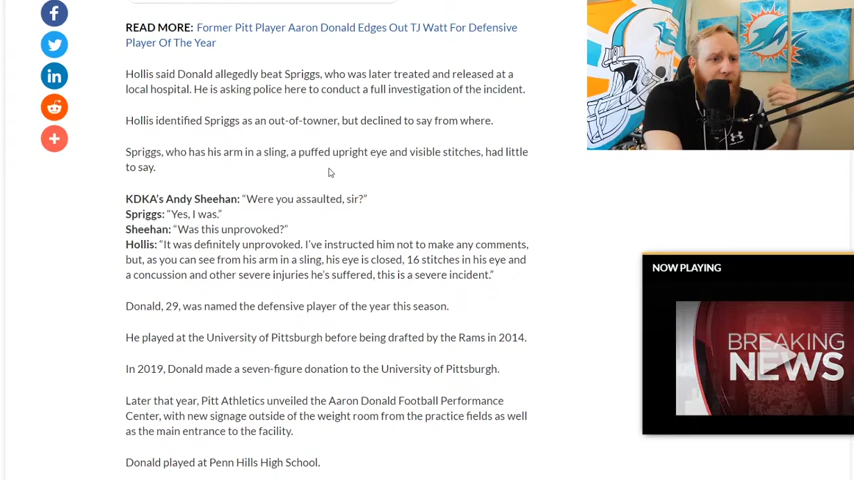 READ MORE: Former Pitt Player Aaron Donald Edges Out TJ Watt For Defensive
Player Of The Year
Hollis said Donald allegedly beat Spriggs, who was later treated and released at a
local hospital. He is asking police here to conduct a full investigation of the incident.
Hollis identified Spriggs as an out-of-towner, but declined to say from where.
Spriggs, who has his arm in a sling, a puffed upright eye and visible stitches, had little
to say.
KDKA’s Andy Sheehan: “Were you assaulted, sir?”
Spriggs: “Yes, I was.”
Sheehan: “Was this unprovoked?”
Hollis: “It was definitely unprovoked. I’ve instructed him not to make any comments,
but, as you can see from his arm in a sling, his eye is closed, 16 stitches in his eye and
a concussion and other severe injuries he’s suffered, this is a severe incident.”
Donald, 29, was named the defensive player of the year this season.
He played at the University of Pittsburgh before being drafted by the Rams in 2014.
In 2019, Donald made a seven-figure donation to the University of Pittsburgh.
Later that year, Pitt Athletics unveiled the Aaron Donald Football Performance
Center, with new signage outside of the weight room from the practice fields as well
as the main entrance to the facility.
Donald played at Penn Hills High School.
NOW PLAYING
BREAKING
NEWS